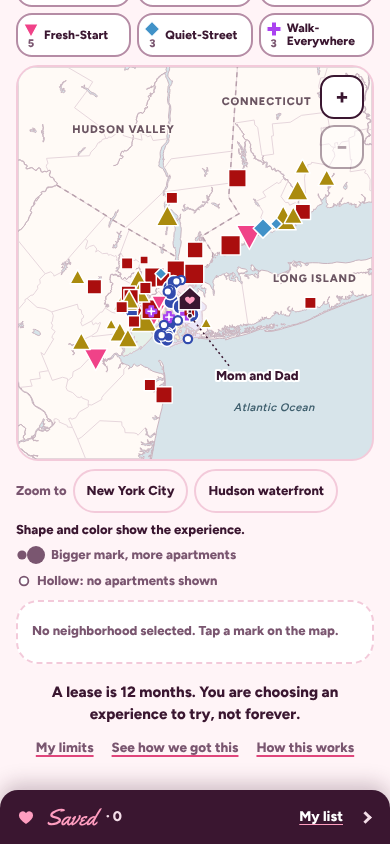 Fresh-Start
5
Quiet-Street
3
Walk-
Everywhere
3
CONNECTICUT
+
HUDSON VALLEY
−
LONG ISLAND
Mom and Dad
Atlantic Ocean
Zoom to
New York City
Hudson waterfront
Shape and color show the experience.
Bigger mark, more apartments
Hollow: no apartments shown
No neighborhood selected. Tap a mark on the map.
A lease is 12 months. You are choosing an
experience to try, not forever.
My limits
See how we got this
How this works
Saved · 0
My list